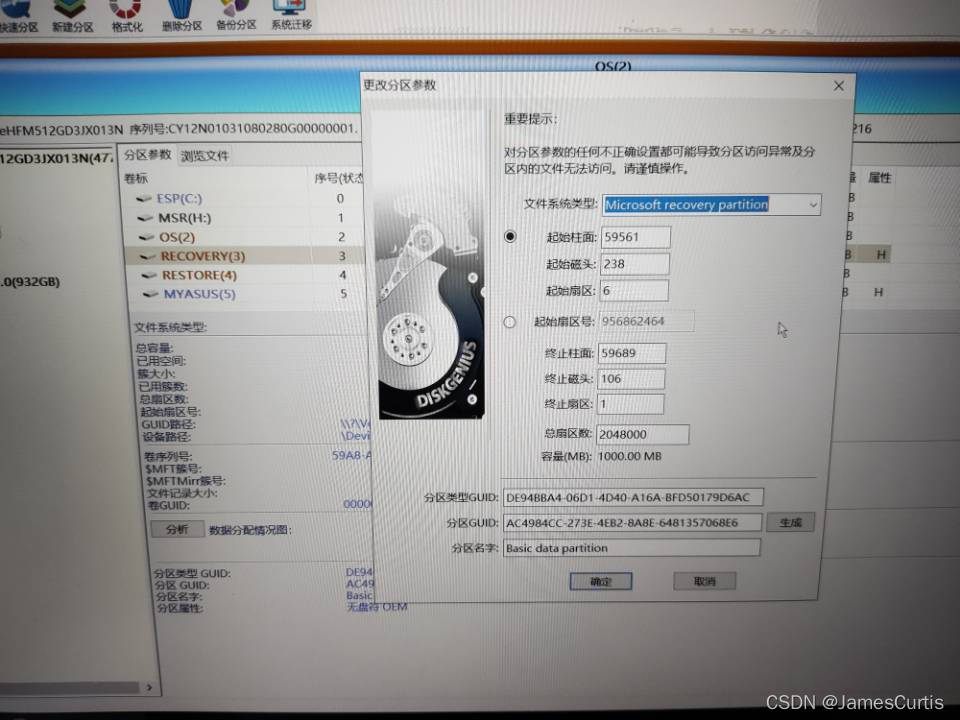 快速分区 新建分区 格式化 删除分区 备份分区 系统迁移
OS(2)
更改分区参数
eHFM512GD3JX013N 序列号:CY12N01031080280G00000001.
216
12GD3JX013N(47
分区参数 浏览文件
卷标 序号(状态
属性
ESP(C:) 0
MSR(H:) 1
OS(2) 2
RECOVERY(3) 3
H
RESTORE(4) 4
MYASUS(5) 5
H
.0(932GB)
文件系统类型:
总容量:
已用空间:
簇大小:
已用簇数:
总扇区数:
起始扇区号:
GUID路径: \\?\V
设备路径: \Devi
卷序列号: 59A8-A
$MFT簇号:
$MFTMirr簇号:
文件记录大小:
卷GUID: 0000
分析 数据分配情况图:
分区类型 GUID: DE94
分区 GUID: AC49
分区名字: Basic
分区属性: 无盘符 OEM
重要提示:
对分区参数的任何不正确设置都可能导致分区访问异常及分
区内的文件无法访问。请谨慎操作。
文件系统类型: Microsoft recovery partition
起始柱面: 59561
起始磁头: 238
起始扇区: 6
起始扇区号: 956862464
终止柱面: 59689
终止磁头: 106
终止扇区: 1
总扇区数: 2048000
容量(MB): 1000.00 MB
DISKGENIUS
分区类型GUID: DE94BBA4-06D1-4D40-A16A-BFD50179D6AC
分区GUID: AC4984CC-273E-4EB2-8A8E-6481357068E6 生成
分区名字: Basic data partition
确定 取消
CSDN @JamesCurtis